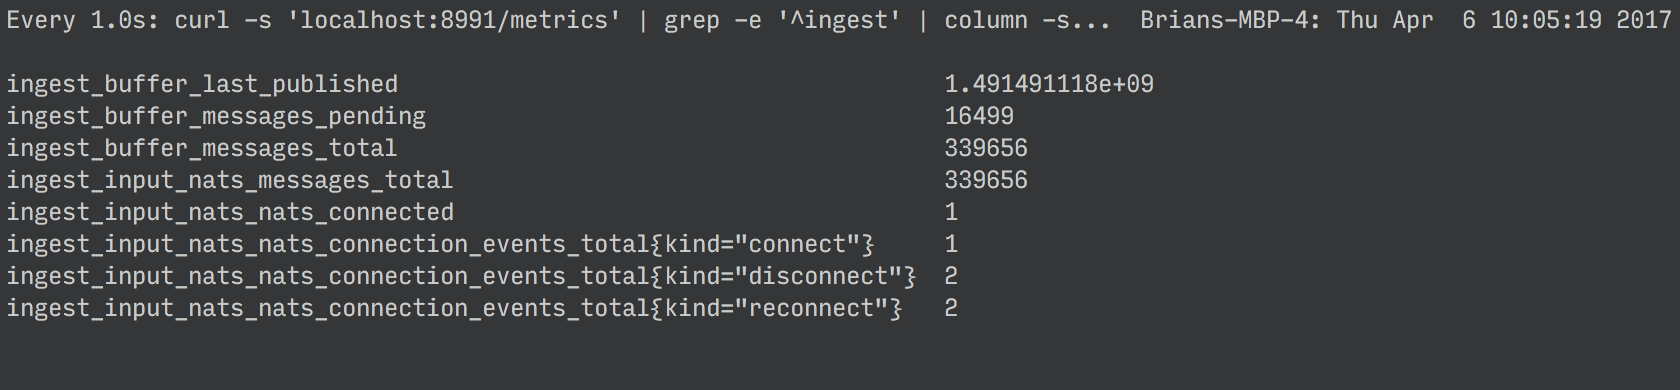 Every 1.0s: curl -s 'localhost:8991/metrics' | grep -e '^ingest' | column -s...  Brians-MBP-4: Thu Apr  6 10:05:19 2017
ingest_buffer_last_published 1.491491118e+09
ingest_buffer_messages_pending 16499
ingest_buffer_messages_total 339656
ingest_input_nats_messages_total 339656
ingest_input_nats_nats_connected 1
ingest_input_nats_nats_connection_events_total{kind="connect"} 1
ingest_input_nats_nats_connection_events_total{kind="disconnect"} 2
ingest_input_nats_nats_connection_events_total{kind="reconnect"} 2